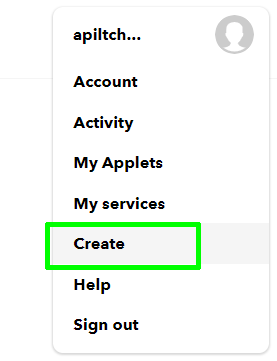 apiltch...
Account
Activity
My Applets
My services
Create
Help
Sign out